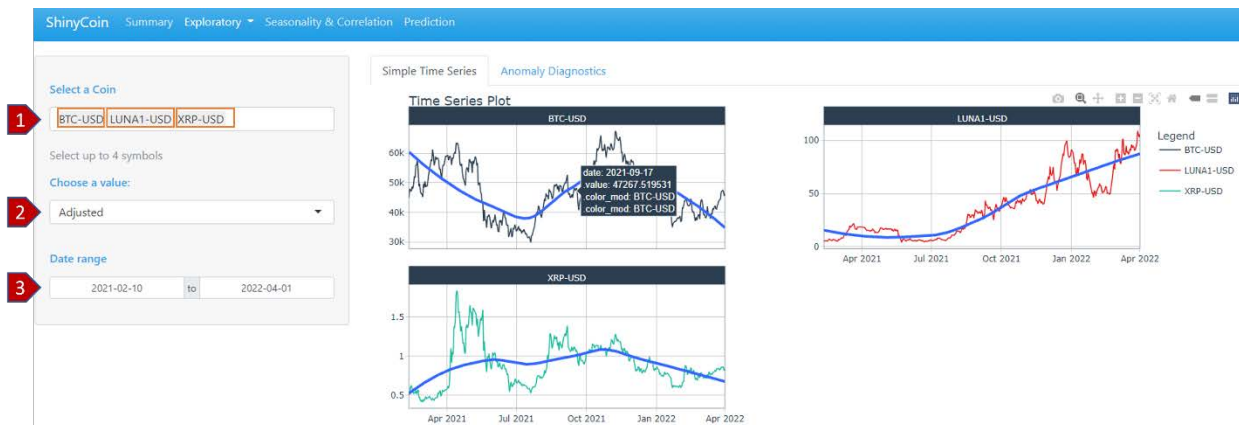 ShinyCoin Summary Exploratory Seasonality & Correlation Prediction
Select a Coin
1
BTC-USD LUNA1-USD XRP-USD
Select up to 4 symbols
Choose a value:
2
Adjusted
Date range
3
2021-02-10 to 2022-04-01
Simple Time Series Anomaly Diagnostics
Time Series Plot
BTC-USD
60k
50k
40k
30k
date: 2021-09-17
.value: 47267.519531
.color_mod: BTC-USD
.color_mod: BTC-USD
LUNA1-USD
100
50
0
Apr 2021 Jul 2021 Oct 2021 Jan 2022 Apr 2022
Legend
BTC-USD
LUNA1-USD
XRP-USD
XRP-USD
1.5
1
0.5
Apr 2021 Jul 2021 Oct 2021 Jan 2022 Apr 2022